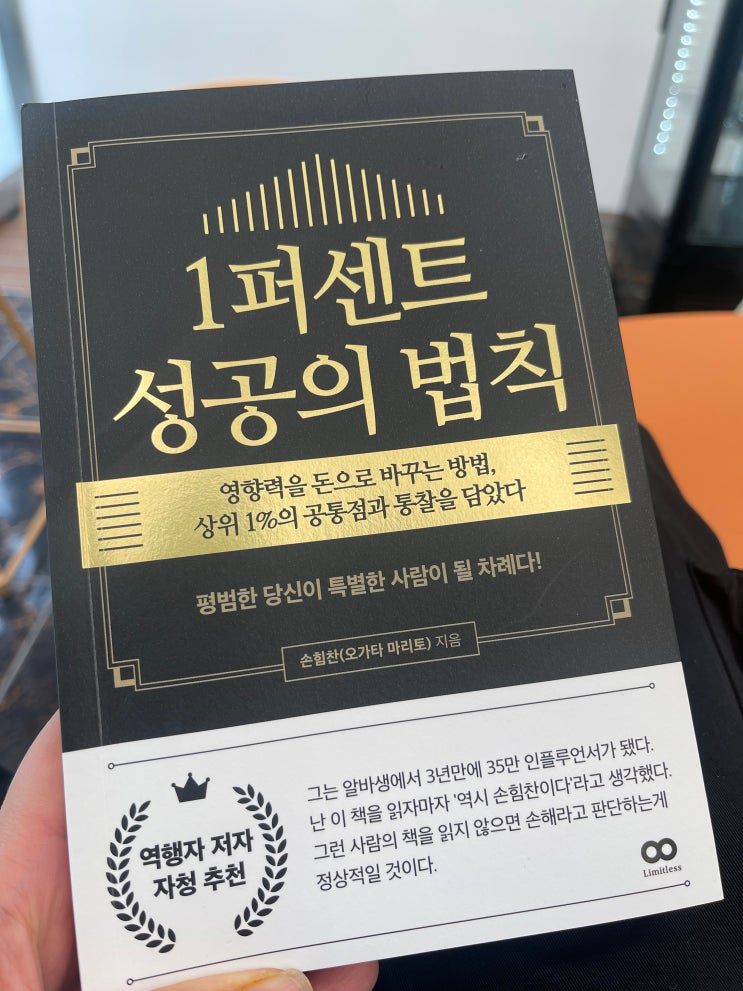 1퍼센트
성공의 법칙
영향력을 돈으로 바꾸는 방법,
상위 1%의 공통점과 통찰을 담았다
평범한 당신이 특별한 사람이 될 차례다!
손힘찬(오가타 마리토) 지음
역행자 저자
자청 추천
그는 알바생에서 3년만에 35만 인플루언서가 됐다.
난 이 책을 읽자마자 '역시 손힘찬이다'라고 생각했다.
그런 사람의 책을 읽지 않으면 손해라고 판단하는게
정상적일 것이다.
Limitless